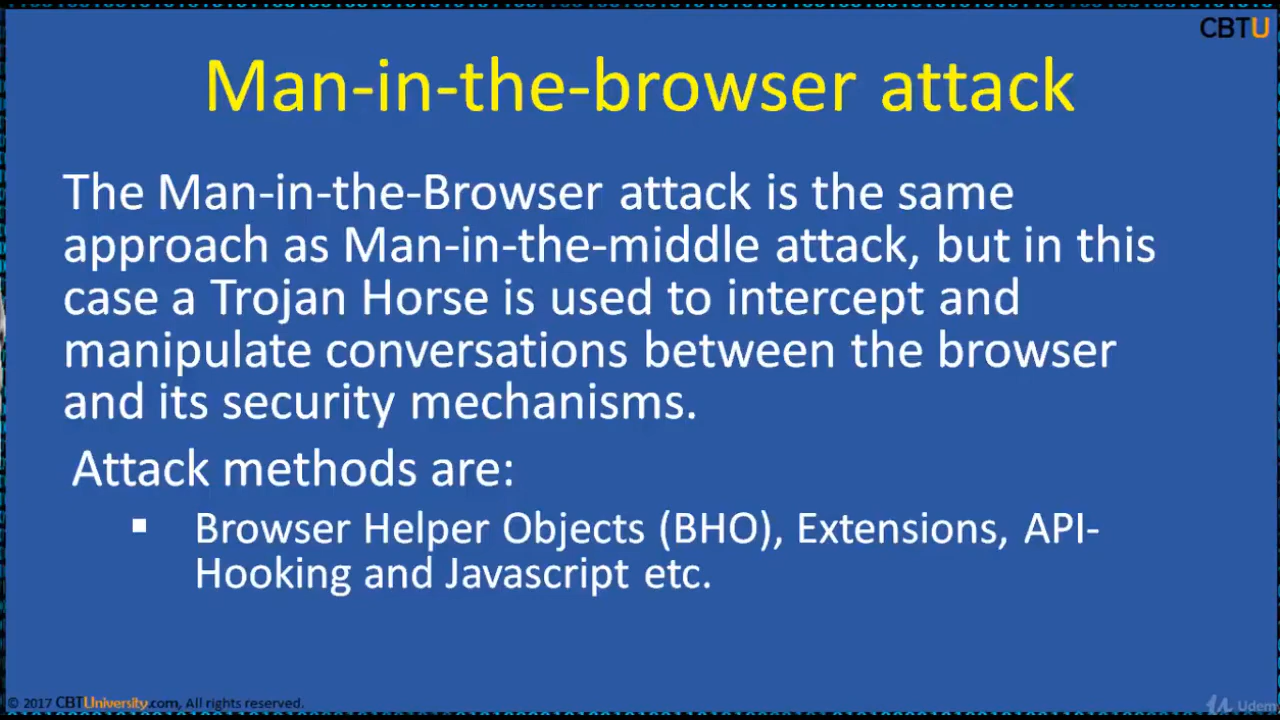 CBTU
Man-in-the-browser attack
The Man-in-the-Browser attack is the same
approach as Man-in-the-middle attack, but in this
case a Trojan Horse is used to intercept and
manipulate conversations between the browser
and its security mechanisms.
Attack methods are:
▪ Browser Helper Objects (BHO), Extensions, API-
Hooking and Javascript etc.
© 2017 CBTUniversity.com, All rights reserved.
Udem